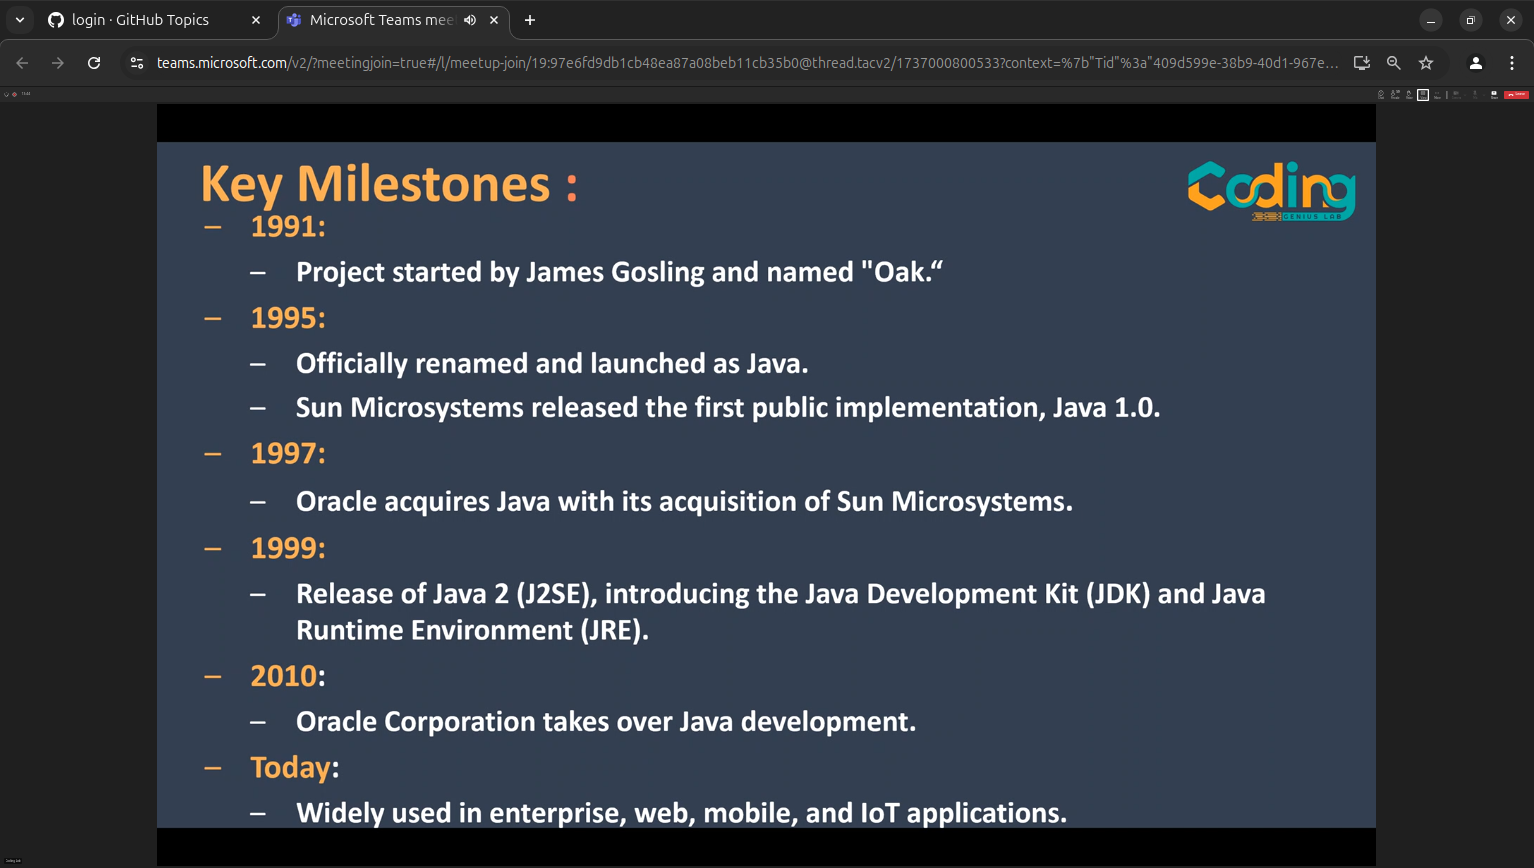 login · GitHub Topics
Microsoft Teams mee
teams.microsoft.com/v2/?meetingjoin=true#/l/meetup-join/19:97e6fd9db1cb48ea87a08beb11cb35b0@thread.tacv2/1737000800533?context=%7b"Tid"%3a"409d599e-38b9-40d1-967e...
Key Milestones :
Coding
GENIUS LAB
– 1991:
– Project started by James Gosling and named "Oak.“
– 1995:
– Officially renamed and launched as Java.
– Sun Microsystems released the first public implementation, Java 1.0.
– 1997:
– Oracle acquires Java with its acquisition of Sun Microsystems.
– 1999:
– Release of Java 2 (J2SE), introducing the Java Development Kit (JDK) and Java
Runtime Environment (JRE).
– 2010:
– Oracle Corporation takes over Java development.
– Today:
– Widely used in enterprise, web, mobile, and IoT applications.